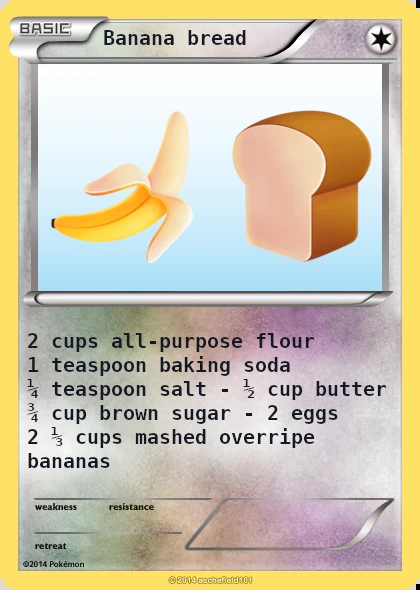 BASIC
Banana bread
2 cups all-purpose flour
1 teaspoon baking soda
¼ teaspoon salt - ½ cup butter
¾ cup brown sugar - 2 eggs
2 ⅓ cups mashed overripe
bananas
weakness resistance
retreat
©2014 Pokémon
©2014 aschefield101